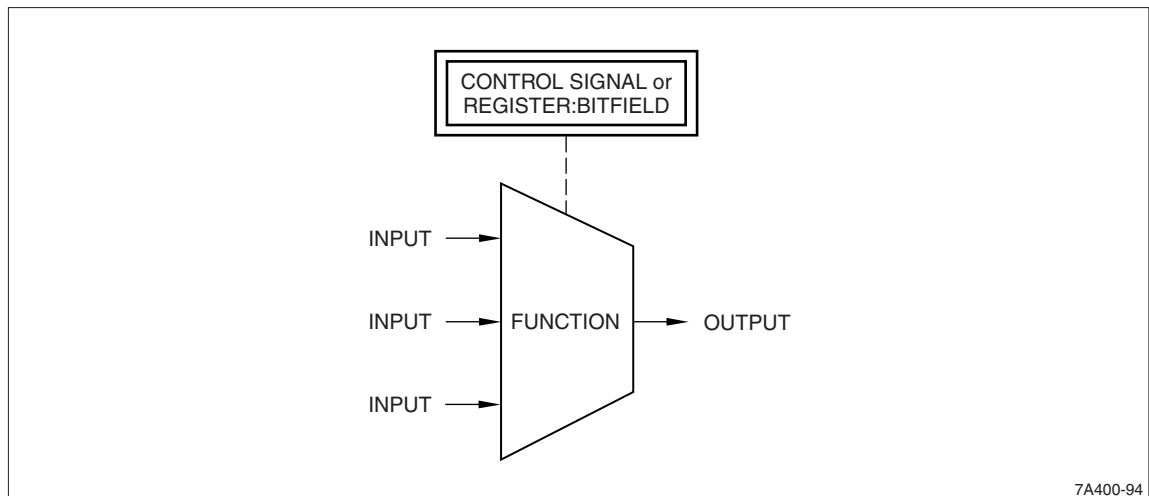 CONTROL SIGNAL or
REGISTER:BITFIELD
INPUT
INPUT
FUNCTION
OUTPUT
INPUT
7A400-94